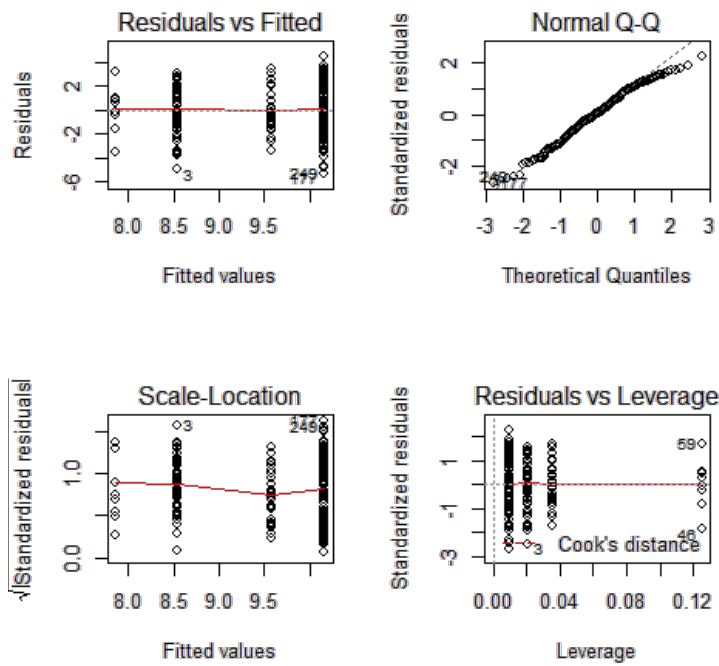 Residuals vs Fitted
Residuals
2
-2
-6
3
249
177
8.0 8.5 9.0 9.5
Fitted values
Normal Q-Q
Standardized residuals
2
0
-2
177
-3 -2 -1 0 1 2 3
Theoretical Quantiles
Scale-Location
√|Standardized residuals|
1.0
0.0
3
177
249
8.0 8.5 9.0 9.5
Fitted values
Residuals vs Leverage
Standardized residuals
1
-1
-3
59
46
3
Cook's distance
0.00 0.04 0.08 0.12
Leverage